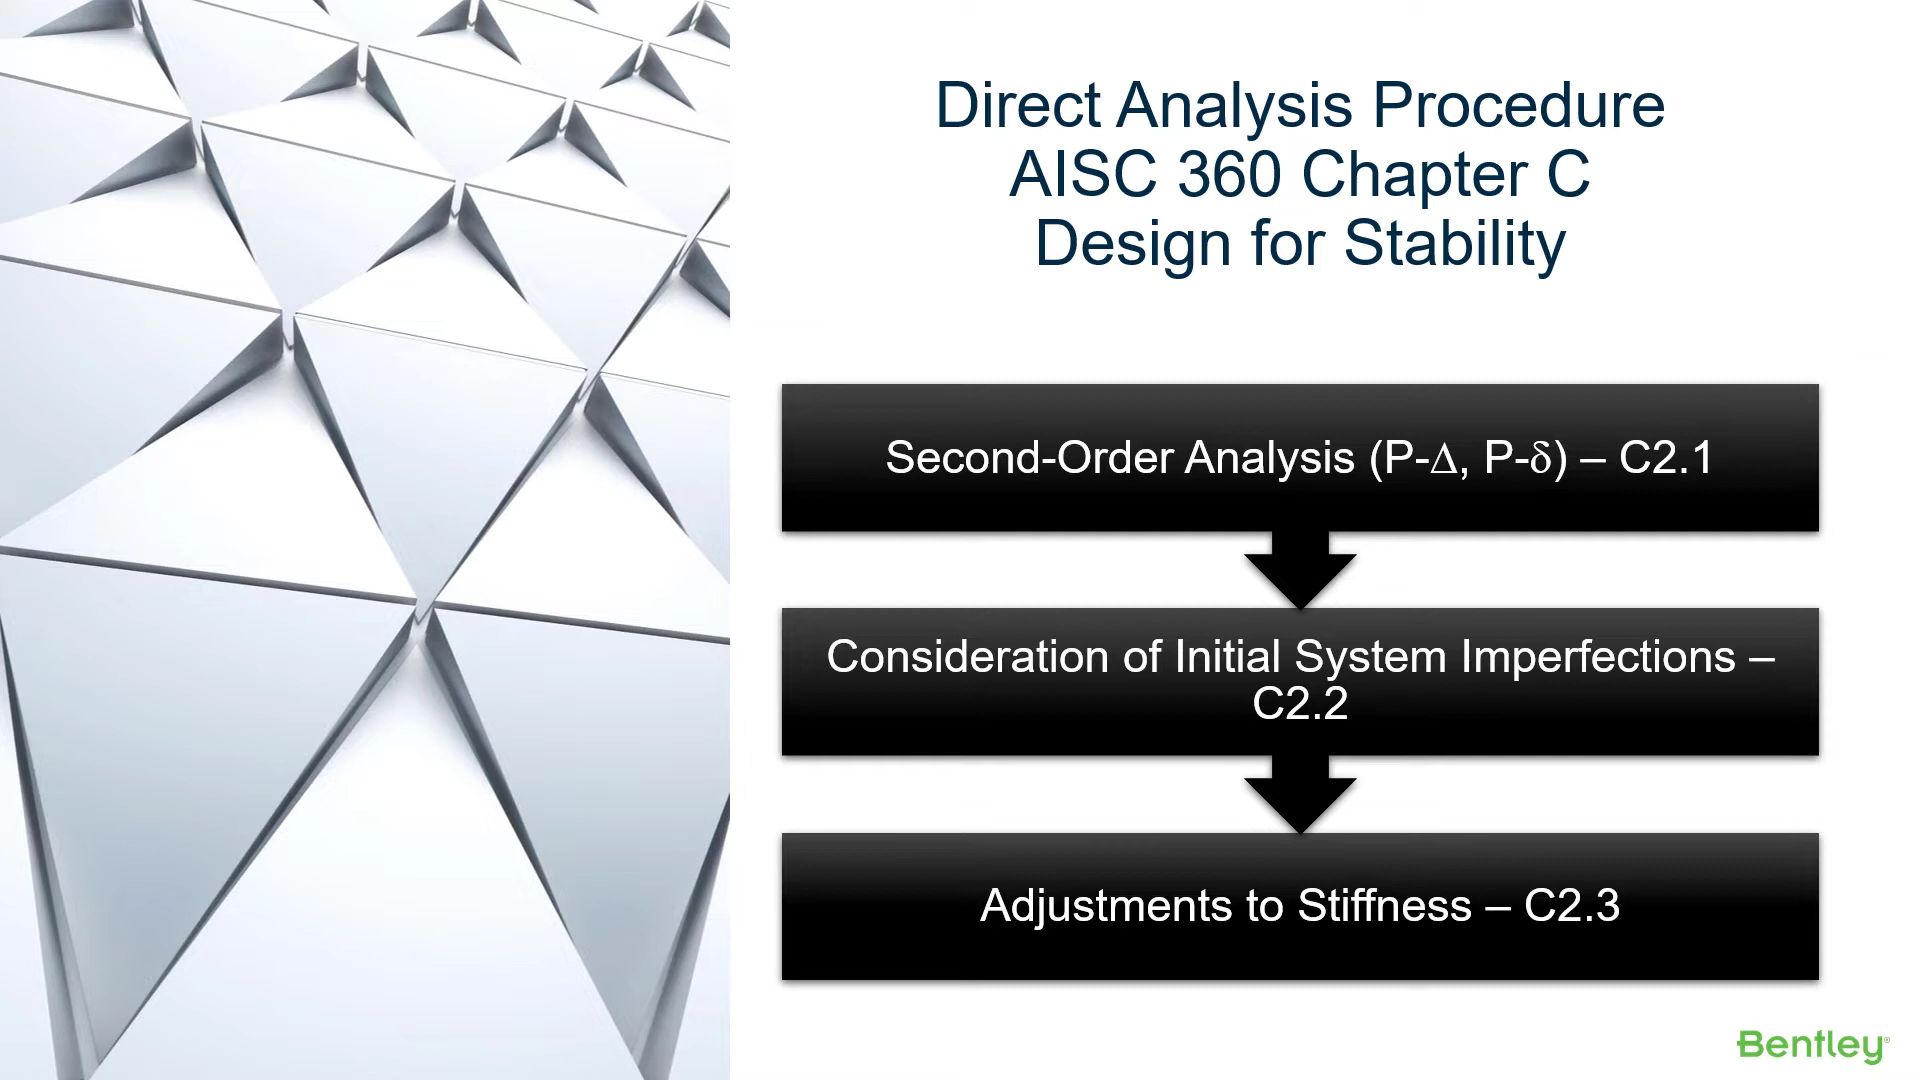 Direct Analysis Procedure
AISC 360 Chapter C
Design for Stability
Second-Order Analysis (P-Δ, P-δ) – C2.1
Consideration of Initial System Imperfections –
C2.2
Adjustments to Stiffness – C2.3
Bentley®